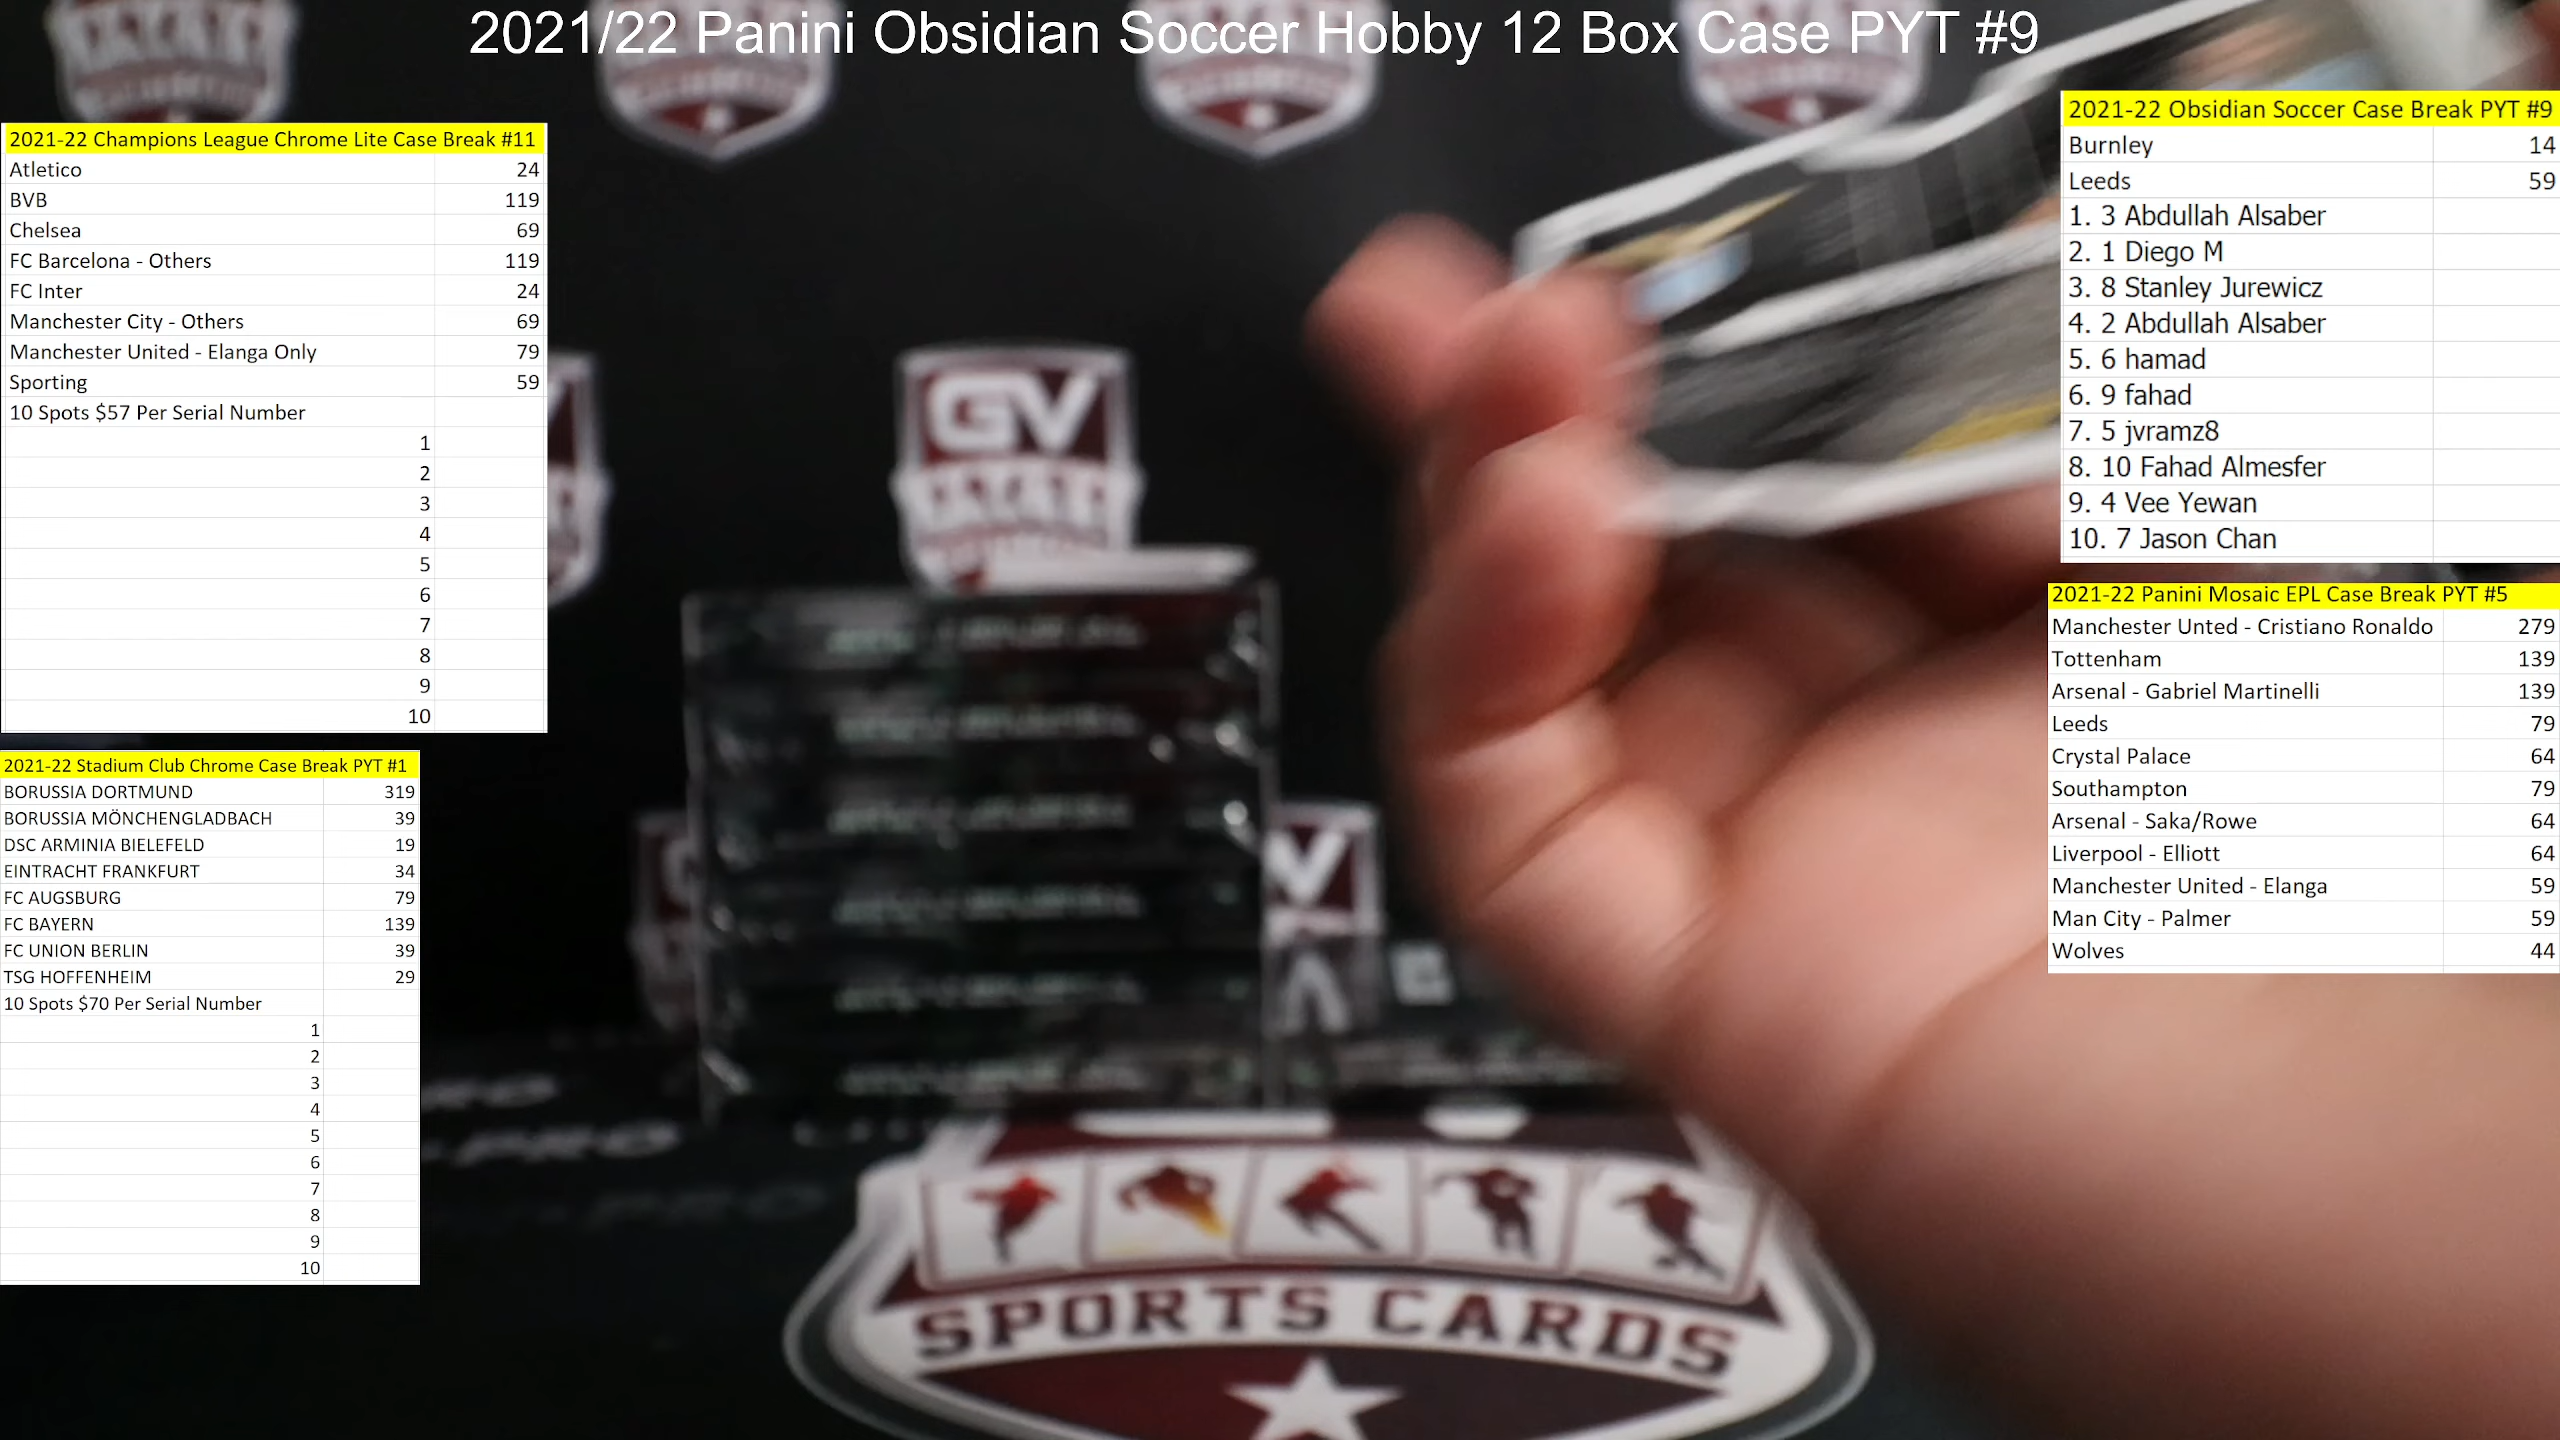 2021/22 Panini Obsidian Soccer Hobby 12 Box Case PYT #9
2021-22 Champions League Chrome Lite Case Break #11
Atletico 24
BVB 119
Chelsea 69
FC Barcelona - Others 119
FC Inter 24
Manchester City - Others 69
Manchester United - Elanga Only 79
Sporting 59
10 Spots $57 Per Serial Number
1
2
3
4
5
6
7
8
9
10
2021-22 Stadium Club Chrome Case Break PYT #1
BORUSSIA DORTMUND 319
BORUSSIA MÖNCHENGLADBACH 39
DSC ARMINIA BIELEFELD 19
EINTRACHT FRANKFURT 34
FC AUGSBURG 79
FC BAYERN 139
FC UNION BERLIN 39
TSG HOFFENHEIM 29
10 Spots $70 Per Serial Number
1
2
3
4
5
6
7
8
9
10
2021-22 Obsidian Soccer Case Break PYT #9
Burnley 14
Leeds 59
1. 3 Abdullah Alsaber
2. 1 Diego M
3. 8 Stanley Jurewicz
4. 2 Abdullah Alsaber
5. 6 hamad
6. 9 fahad
7. 5 jvramz8
8. 10 Fahad Almesfer
9. 4 Vee Yewan
10. 7 Jason Chan
2021-22 Panini Mosaic EPL Case Break PYT #5
Manchester Unted - Cristiano Ronaldo 279
Tottenham 139
Arsenal - Gabriel Martinelli 139
Leeds 79
Crystal Palace 64
Southampton 79
Arsenal - Saka/Rowe 64
Liverpool - Elliott 64
Manchester United - Elanga 59
Man City - Palmer 59
Wolves 44
GV
V
SPORTS CARDS